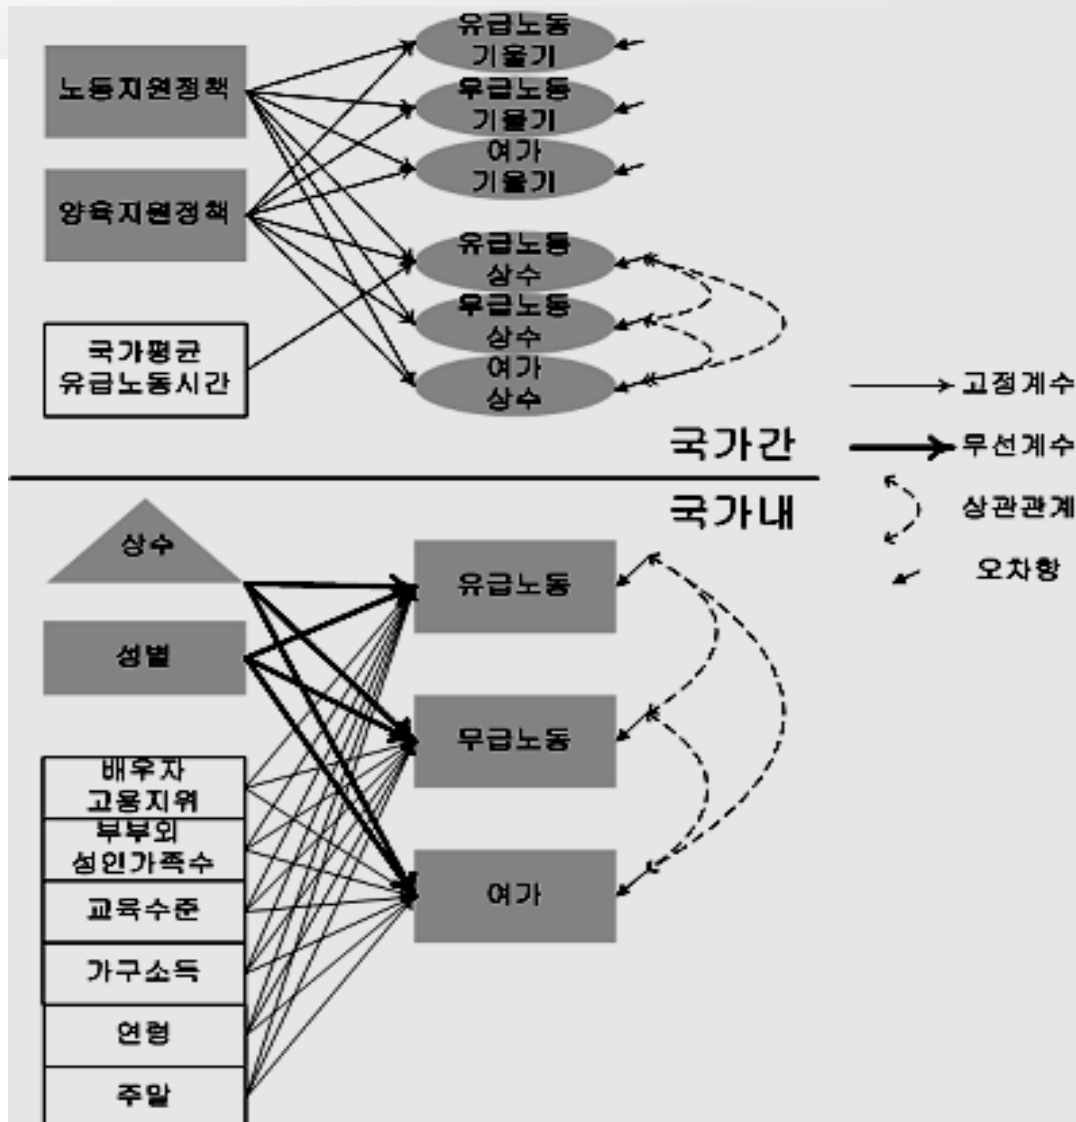 노동지원정책
양육지원정책
국가평균
유급노동시간
유급노동
기울기
무급노동
기울기
여가
기울기
유급노동
상수
무급노동
상수
여가
상수
국가간
고정계수
무선계수
상관관계
오차항
국가내
상수
성별
배우자
고용지위
부부외
성인가족수
교육수준
가구소득
연령
주말
유급노동
무급노동
여가